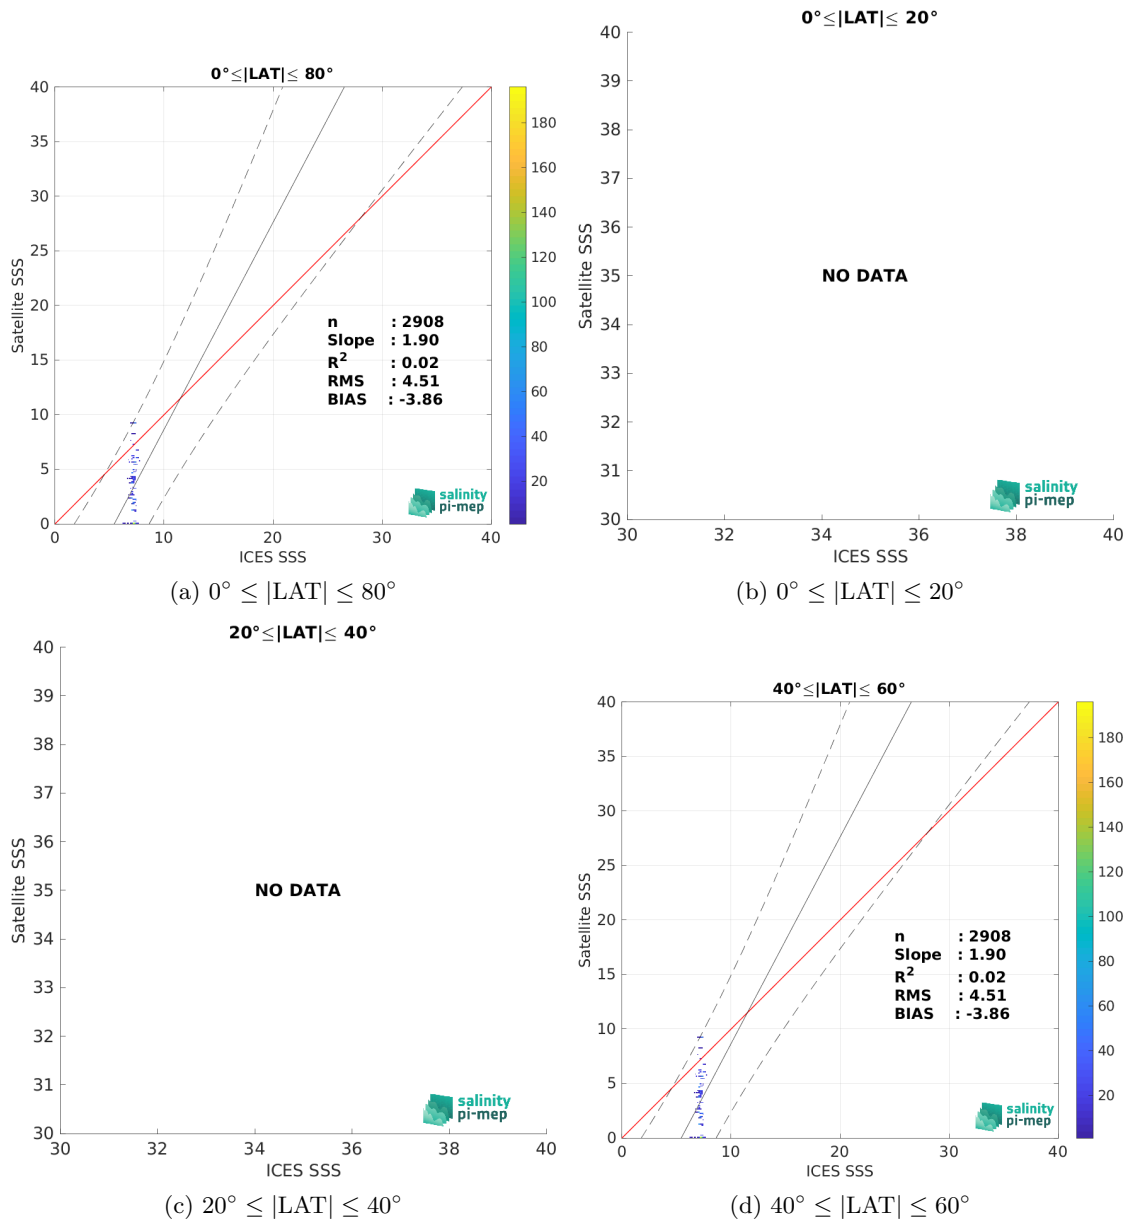 0°≤|LAT|≤ 80°
Satellite SSS
40
35
30
25
20
15
10
5
0
0 10 20 30 40
ICES SSS
n : 2908
Slope : 1.90
R² : 0.02
RMS : 4.51
BIAS : -3.86
salinity
pi-mep
180
160
140
120
100
80
60
40
20
(a) 0° ≤ |LAT| ≤ 80°
0°≤|LAT|≤ 20°
Satellite SSS
40
39
38
37
36
35
34
33
32
31
30
30 32 34 36 38 40
ICES SSS
NO DATA
salinity
pi-mep
(b) 0° ≤ |LAT| ≤ 20°
20°≤|LAT|≤ 40°
Satellite SSS
40
39
38
37
36
35
34
33
32
31
30
30 32 34 36 38 40
ICES SSS
NO DATA
salinity
pi-mep
(c) 20° ≤ |LAT| ≤ 40°
40°≤|LAT|≤ 60°
Satellite SSS
40
35
30
25
20
15
10
5
0
0 10 20 30 40
ICES SSS
n : 2908
Slope : 1.90
R² : 0.02
RMS : 4.51
BIAS : -3.86
salinity
pi-mep
180
160
140
120
100
80
60
40
20
(d) 40° ≤ |LAT| ≤ 60°